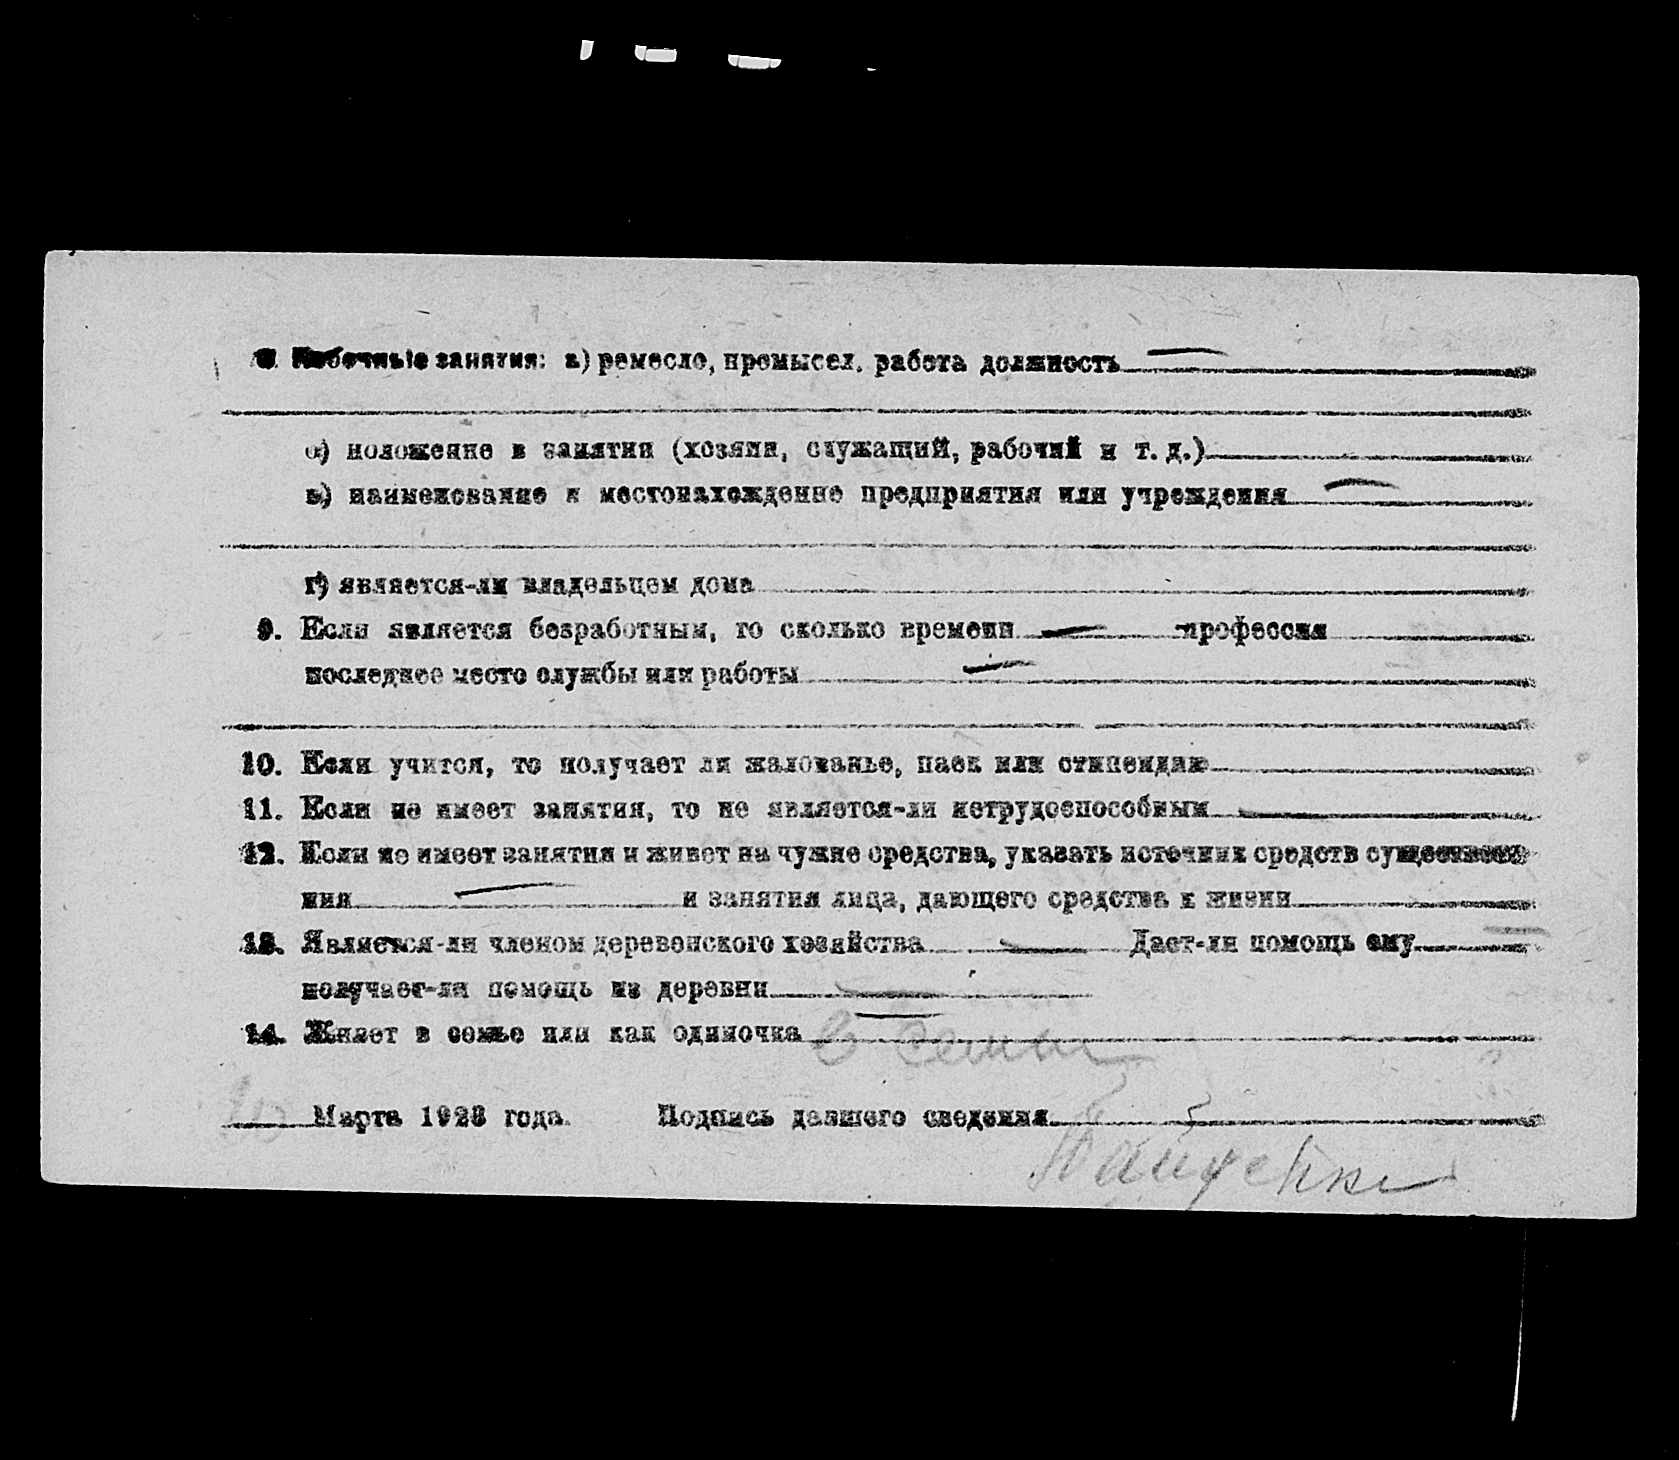 8. Побочные занятия: а) ремесло, промысел, работа должность
б) положение в занятии (хозяин, служащий, рабочий и т. д.)
в) наименование и местонахождение предприятия или учреждения
г) является-ли владельцем дома
9. Если является безработным, то сколько времени — профессия
последнее место службы или работы —
10. Если учится, то получает ли жалованье, паек или стипендию
11. Если не имеет занятия, то не является-ли нетрудоспособным —
12. Если не имеет занятия и живет на чужие средства, указать источник средств существова-
ния — и занятия лица, дающего средства к жизни
13. Является-ли членом деревенского хозяйства — Дает-ли помощь ему —
получает-ли помощь из деревни —
14. Живет в семье или как одиночка в семьи
10 Марта 1923 года. Подпись давшего сведения